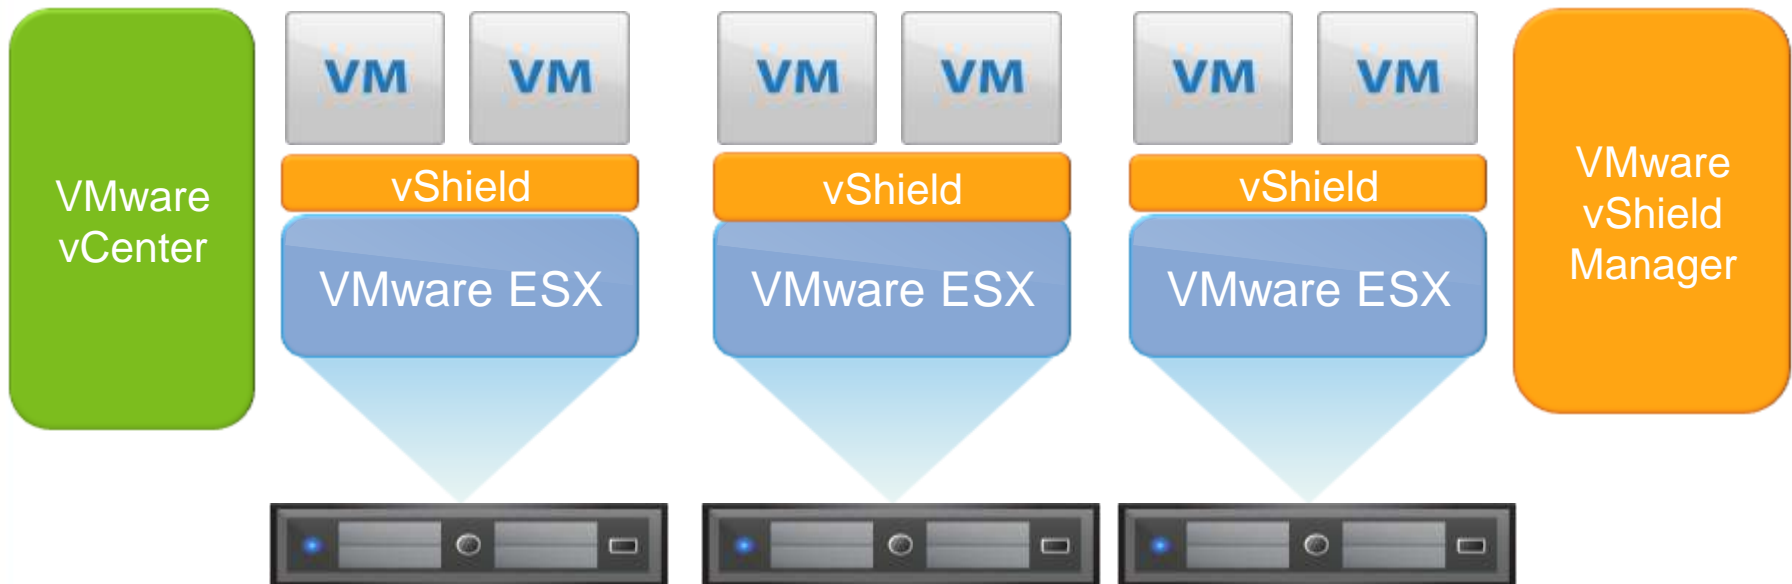 VM VM VM VM VM VM
vShield vShield vShield
VMware
vCenter
VMware ESX VMware ESX VMware ESX
VMware
vShield
Manager